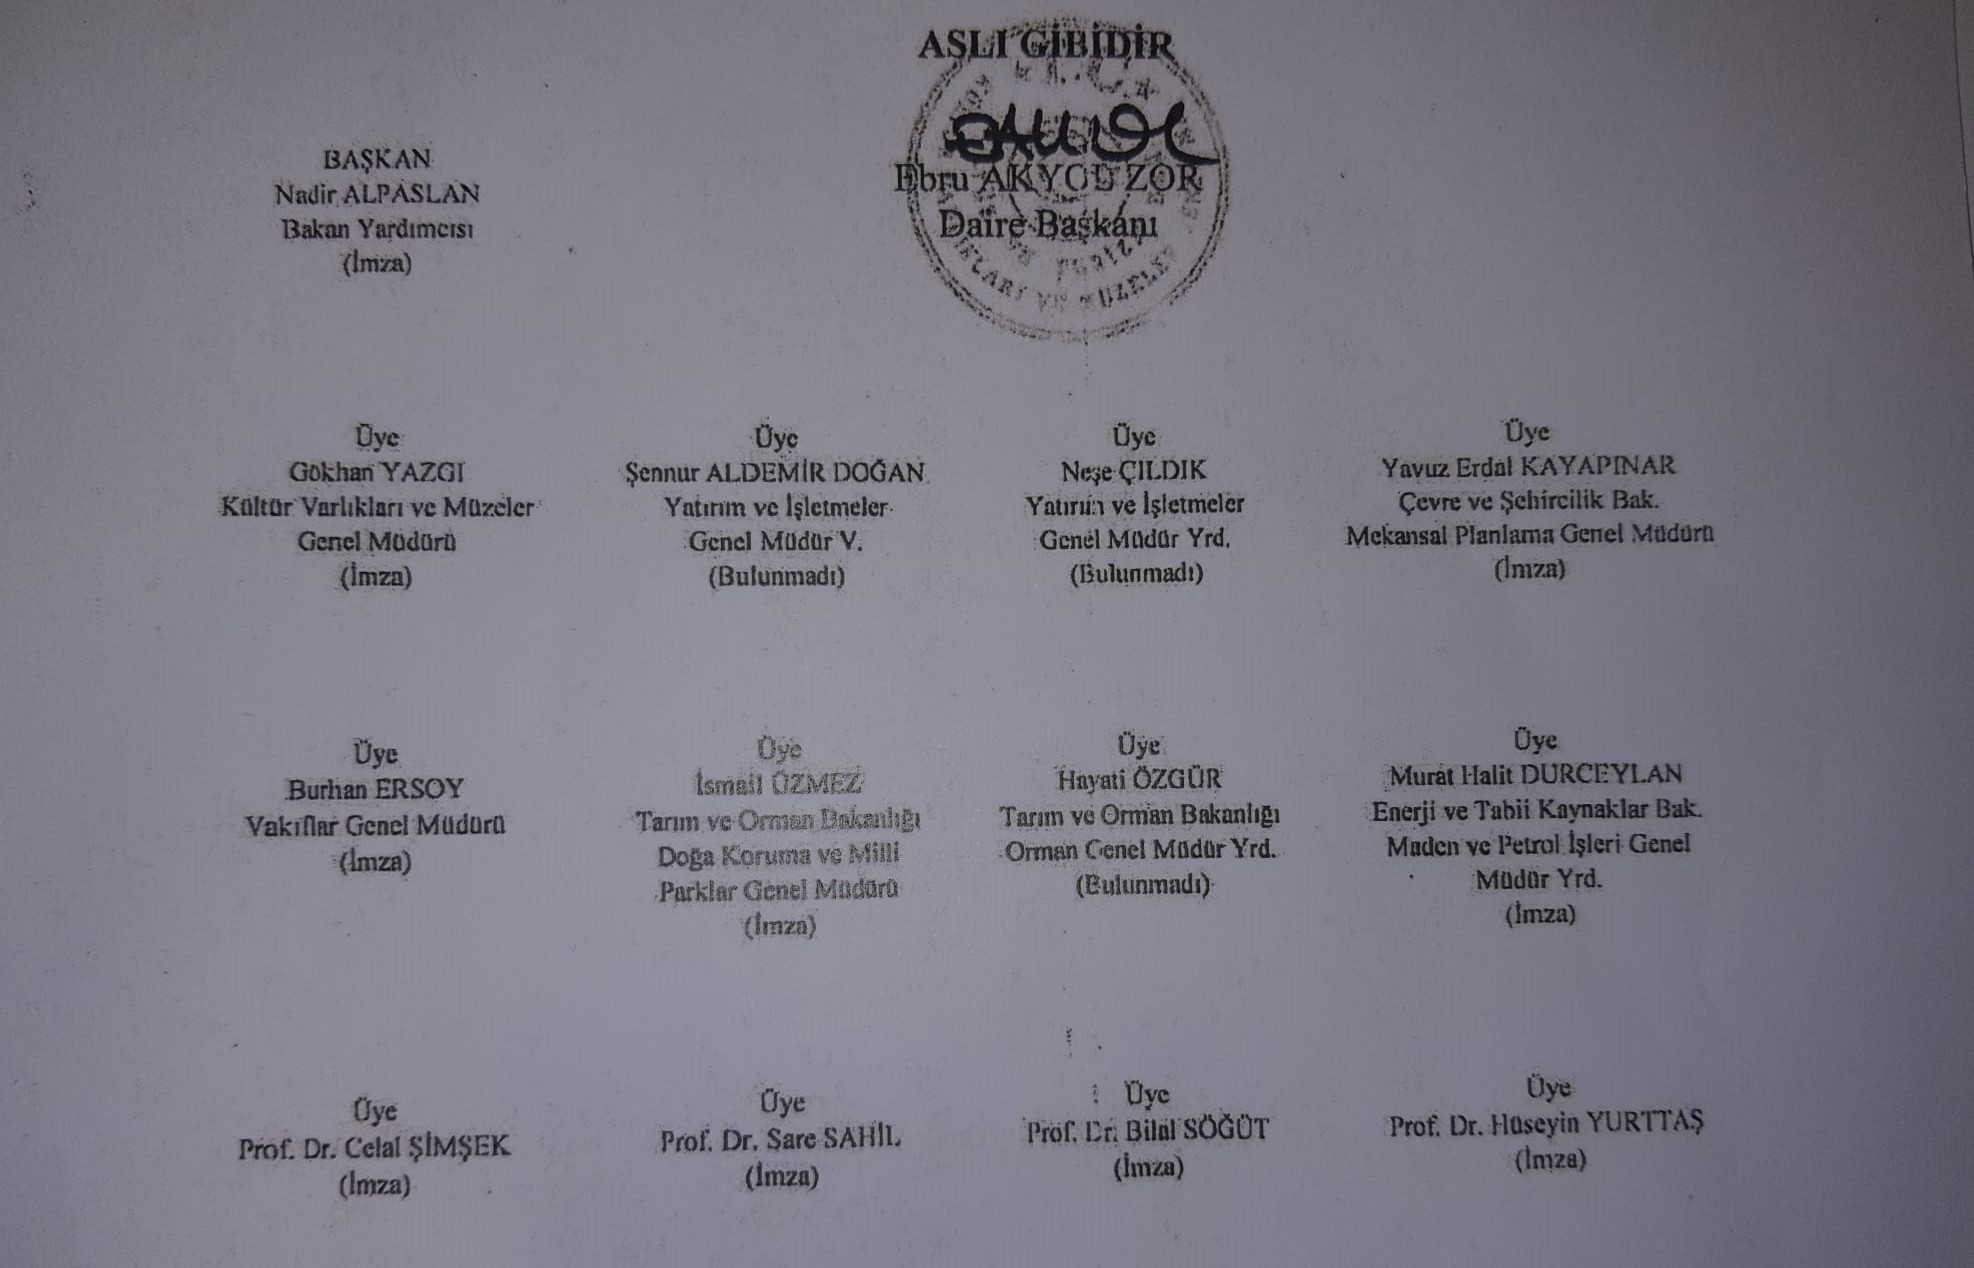 ASLI GİBİDİR
Ebru AKYOL ZOR
Daire Başkanı
BAŞKAN
Nadir ALPASLAN
Bakan Yardımcısı
(İmza)
Üye
Gökhan YAZGI
Kültür Varlıkları ve Müzeler
Genel Müdürü
(İmza)
Üye
Şennur ALDEMİR DOĞAN
Yatırım ve İşletmeler
Genel Müdür V.
(Bulunmadı)
Üye
Neşe ÇILDIK
Yatırım ve İşletmeler
Genel Müdür Yrd.
(Bulunmadı)
Üye
Yavuz Erdal KAYAPINAR
Çevre ve Şehircilik Bak.
Mekansal Planlama Genel Müdürü
(İmza)
Üye
Burhan ERSOY
Vakıflar Genel Müdürü
(İmza)
Üye
İsmail ÜZMEZ
Tarım ve Orman Bakanlığı
Doğa Koruma ve Milli
Parklar Genel Müdürü
(İmza)
Üye
Hayati ÖZGÜR
Tarım ve Orman Bakanlığı
Orman Genel Müdür Yrd.
(Bulunmadı)
Üye
Murat Halit DURCEYLAN
Enerji ve Tabii Kaynaklar Bak.
Maden ve Petrol İşleri Genel
Müdür Yrd.
(İmza)
Üye
Prof. Dr. Celal ŞİMŞEK
(İmza)
Üye
Prof. Dr. Sare SAHİL
(İmza)
Üye
Prof. Dr. Bilal SÖĞÜT
(İmza)
Üye
Prof. Dr. Hüseyin YURTTAŞ
(İmza)